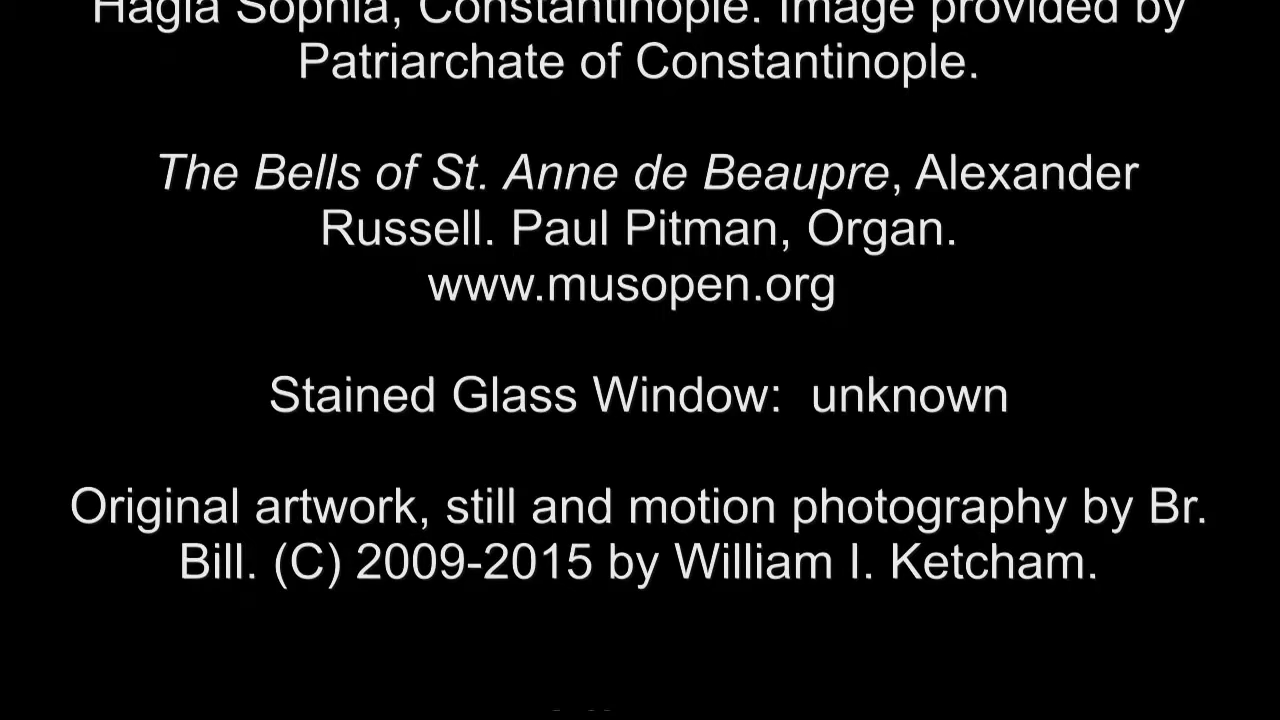 Hagia Sophia, Constantinople. Image provided by
Patriarchate of Constantinople.
The Bells of St. Anne de Beaupre, Alexander
Russell. Paul Pitman, Organ.
www.musopen.org
Stained Glass Window:  unknown
Original artwork, still and motion photography by Br.
Bill. (C) 2009-2015 by William I. Ketcham.